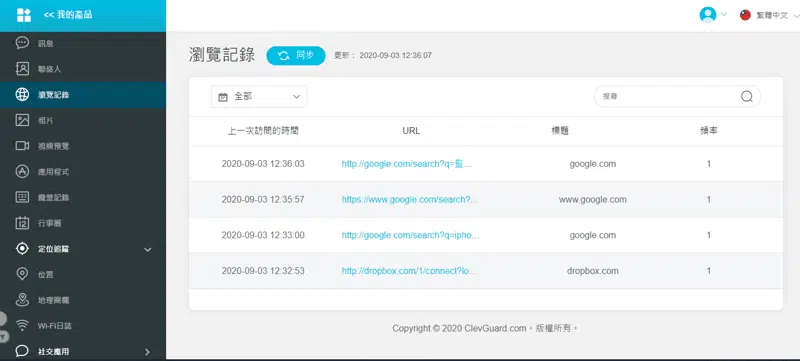 << 我的產品
繁體中文
訊息
聯絡人
瀏覽記錄
相片
視頻預覽
應用程式
鍵盤記錄
行事曆
定位追蹤
位置
地理圍欄
Wi-Fi日誌
社交應用
瀏覽記錄
同步
更新： 2020-09-03 12:36:07
全部
搜尋
上一次訪問的時間 URL 標題 頻率
2020-09-03 12:36:03 http://google.com/search?q=監... google.com 1
2020-09-03 12:35:57 https://www.google.com/search?... www.google.com 1
2020-09-03 12:33:00 http://google.com/search?q=ipho... google.com 1
2020-09-03 12:32:53 http://dropbox.com/1/connect?lo... dropbox.com 1
Copyright © 2020 ClevGuard.com，版權所有。